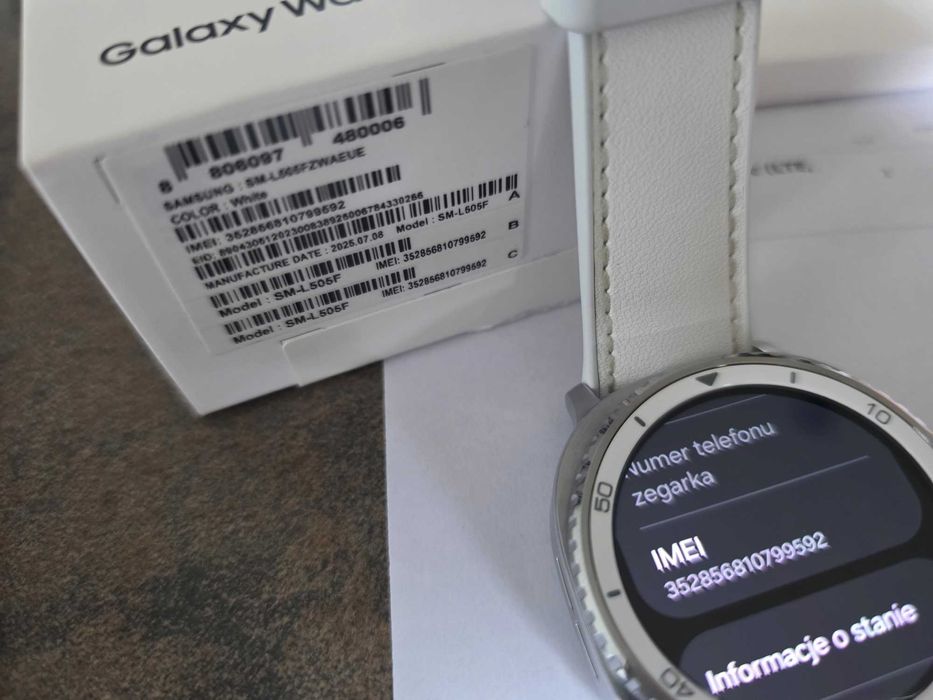 Galaxy Wa
8 806097 480006
SAMSUNG : SM-L505FZWAEUE
COLOR : White
IMEI: 352856810799592
EID: 89043061202300838925006784330266
A
MANUFACTURE DATE : 2025.07.08 Model : SM-L505F
B
Model : SM-L505F IMEI: 352856810799592
C
Model : SM-L505F IMEI: 352856810799592
10
50
40
Numer telefonu
zegarka
IMEI
352856810799592
Informacje o stanie